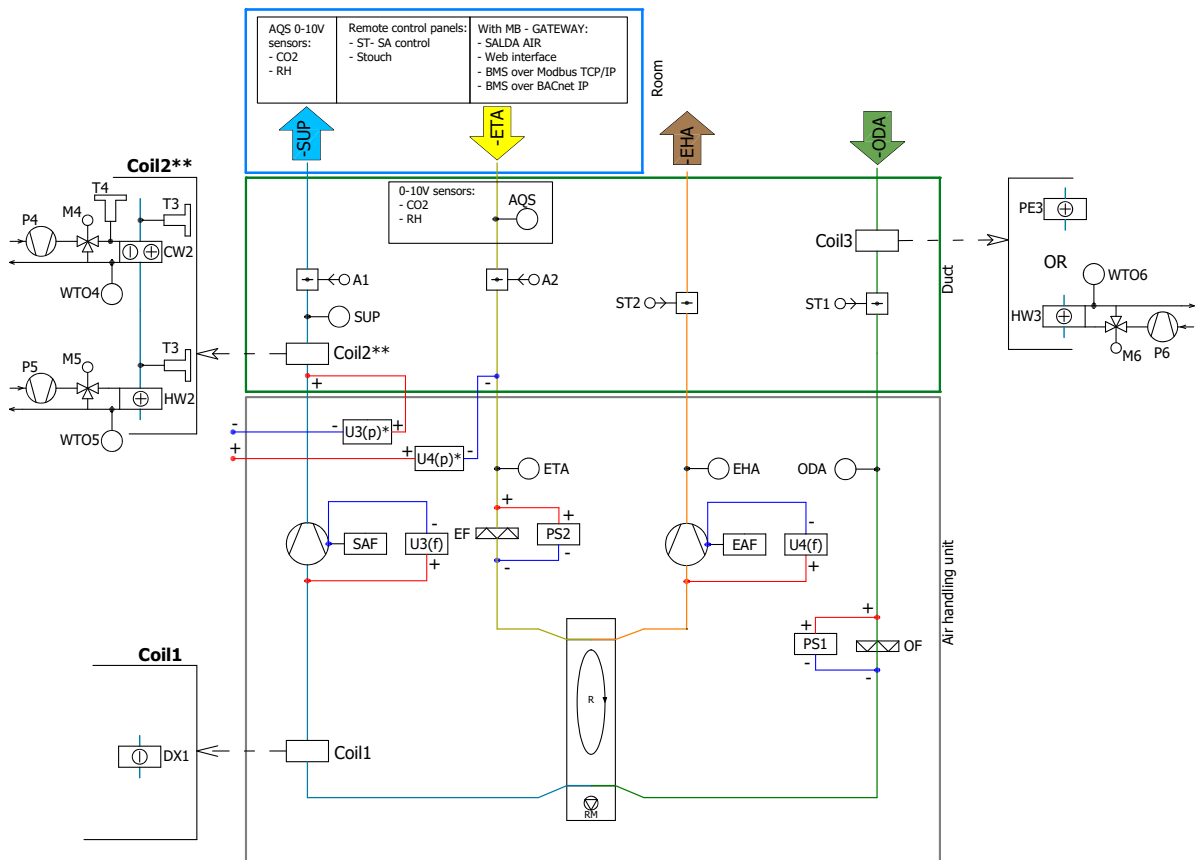 AQS 0-10V
sensors:
- CO2
- RH
Remote control panels:
- ST- SA control
- Stouch
With MB - GATEWAY:
- SALDA AIR
- Web interface
- BMS over Modbus TCP/IP
- BMS over BACnet IP
Room
-SUP
-ETA
-EHA
-ODA
Coil2**
T4
P4
M4
T3
CW2
WTO4
T3
P5
M5
HW2
WTO5
0-10V sensors:
- CO2
- RH
AQS
A1
A2
SUP
Coil2**
ST2
ST1
Coil3
Duct
PE3
OR
WTO6
HW3
M6
P6
+
-
- - U3(p)* +
+ + U4(p)* -
ETA
EHA
ODA
SAF
-
U3(f)
+
EF
+
+
PS2
-
-
EAF
-
U4(f)
+
Air handling unit
+
+
PS1
-
-
OF
R
RM
Coil1
Coil1
DX1